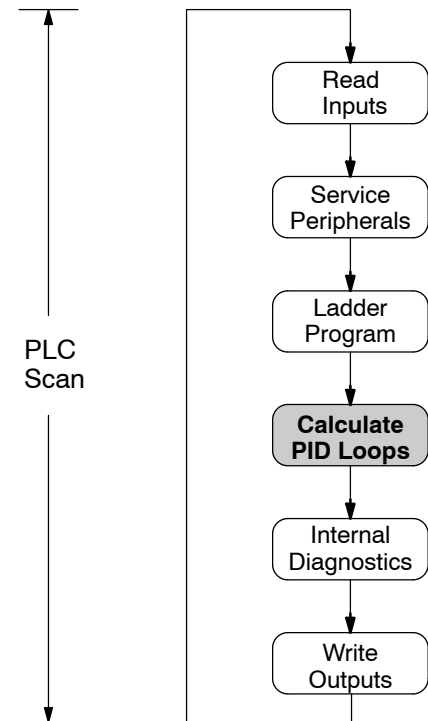 Read
Inputs
Service
Peripherals
Ladder
Program
PLC
Scan
Calculate
PID Loops
Internal
Diagnostics
Write
Outputs